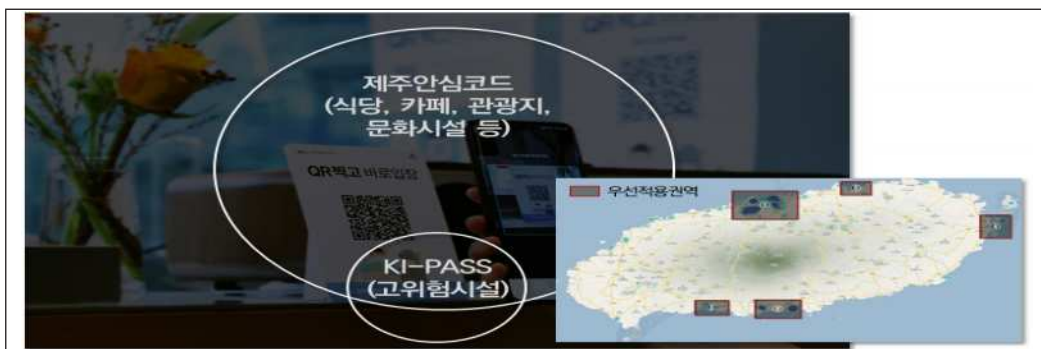 제주안심코드
(식당, 카페, 관광지,
문화시설 등)
QR찍고 바로입장
KI-PASS
(고위험시설)
우선적용권역